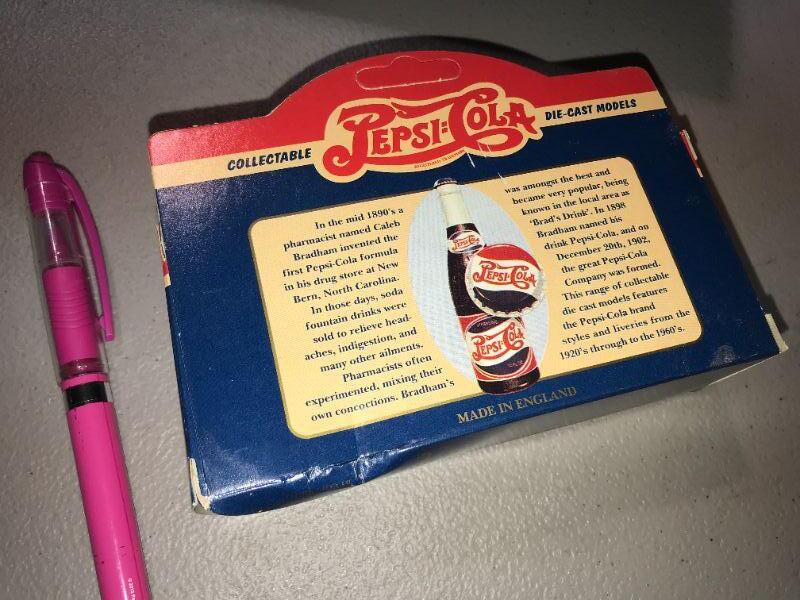 COLLECTABLE
PEPSI=COLA
DIE-CAST MODELS
In the mid 1890's a
pharmacist named Caleb
Bradham invented the
first Pepsi-Cola formula
in his drug store at New
Bern, North Carolina.
In those days, soda
fountain drinks were
sold to relieve head-
aches, indigestion, and
many other ailments.
Pharmacists often
experimented, mixing their
own concoctions. Bradham's
was amongst the best and
became very popular, being
known in the local area as
'Brad's Drink'. In 1898
Bradham named his
drink Pepsi-Cola, and on
December 20th, 1902,
the great Pepsi-Cola
Company was formed.
This range of collectable
die cast models features
the Pepsi-Cola brand
styles and liveries from the
1920's through to the 1960's.
PEPSI=COLA
PEPSI=COLA
PEPSI=COLA
MADE IN ENGLAND